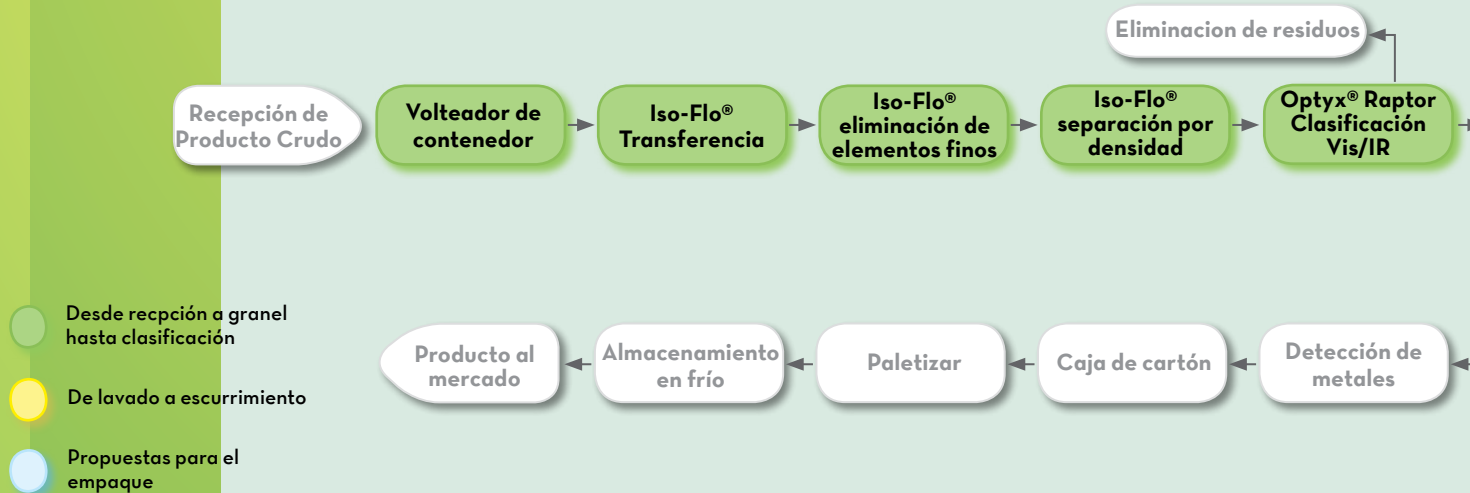 Eliminacion de residuos
Recepción de
Producto Crudo
Volteador de
contenedor
Iso-Flo®
Transferencia
Iso-Flo®
eliminación de
elementos finos
Iso-Flo®
separación por
densidad
Optyx® Raptor
Clasificación
Vis/IR
Desde recpción a granel
hasta clasificación
De lavado a escurrimiento
Propuestas para el
empaque
Producto al
mercado
Almacenamiento
en frío
Paletizar
Caja de cartón
Detección de
metales